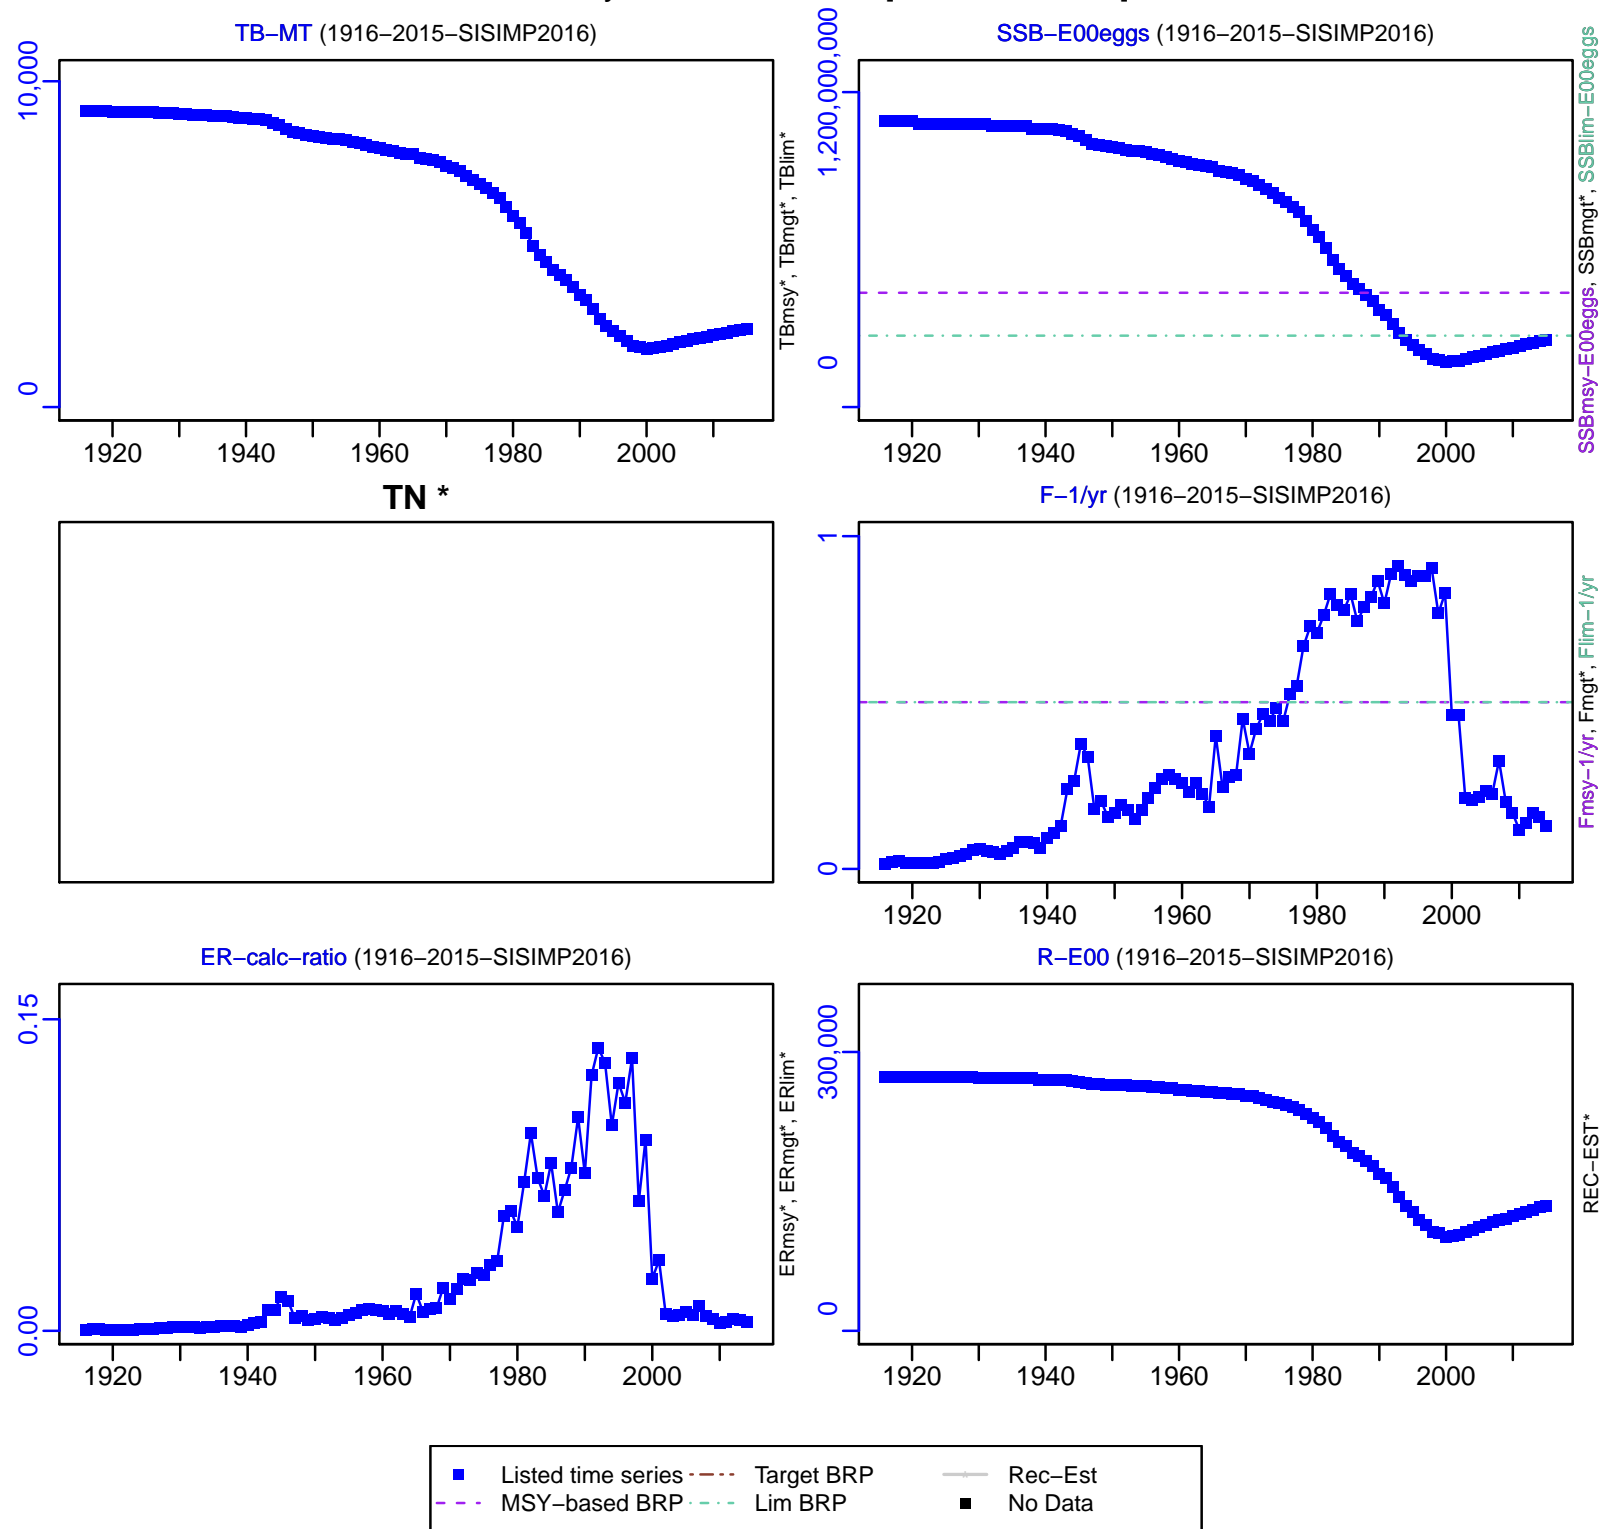 TB−MT (1916−2015−SISIMP2016)
10,000
0
1920 1940 1960 1980 2000
TBmsy*, TBmgt*, TBlim*
SSB−E00eggs (1916−2015−SISIMP2016)
1,200,000,000
0
1920 1940 1960 1980 2000
SSBmsy−E00eggs, SSBmgt*, SSBlim−E00eggs
TN *
F−1/yr (1916−2015−SISIMP2016)
1
0
1920 1940 1960 1980 2000
Fmsy−1/yr, Fmgt*, Flim−1/yr
ER−calc−ratio (1916−2015−SISIMP2016)
0.15
0.00
1920 1940 1960 1980 2000
ERmsy*, ERmgt*, ERlim*
R−E00 (1916−2015−SISIMP2016)
300,000
0
1920 1940 1960 1980 2000
REC−EST*
Listed time series Target BRP Rec−Est
MSY−based BRP Lim BRP No Data